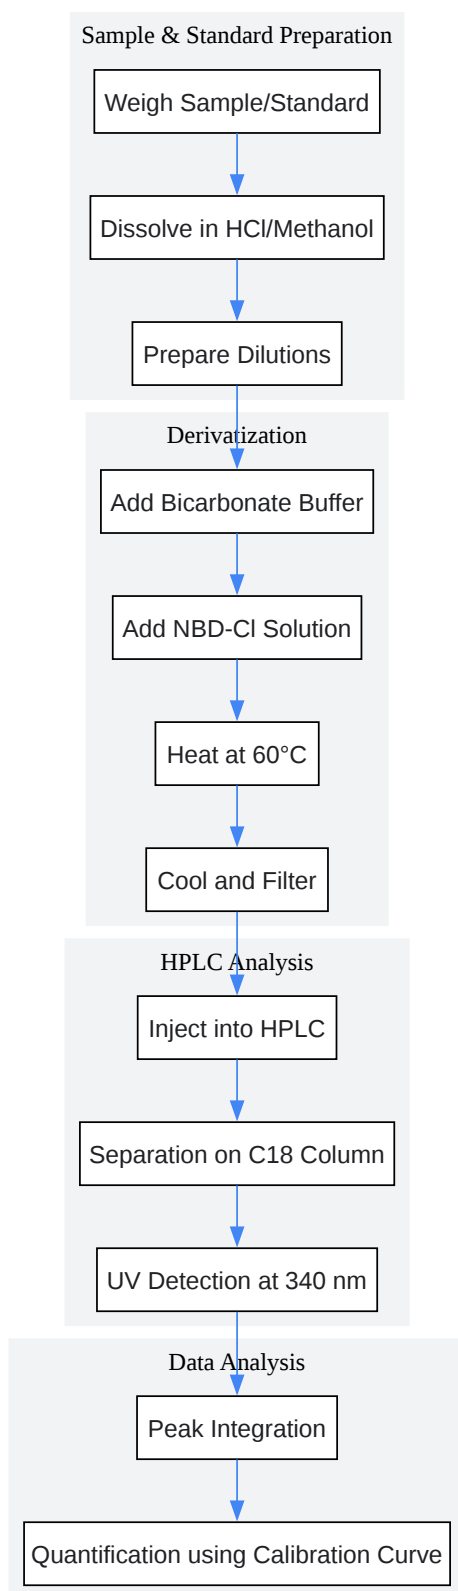 Sample & Standard Preparation
Weigh Sample/Standard
Dissolve in HCl/Methanol
Prepare Dilutions
Derivatization
Add Bicarbonate Buffer
Add NBD-Cl Solution
Heat at 60°C
Cool and Filter
HPLC Analysis
Inject into HPLC
Separation on C18 Column
UV Detection at 340 nm
Data Analysis
Peak Integration
Quantification using Calibration Curve